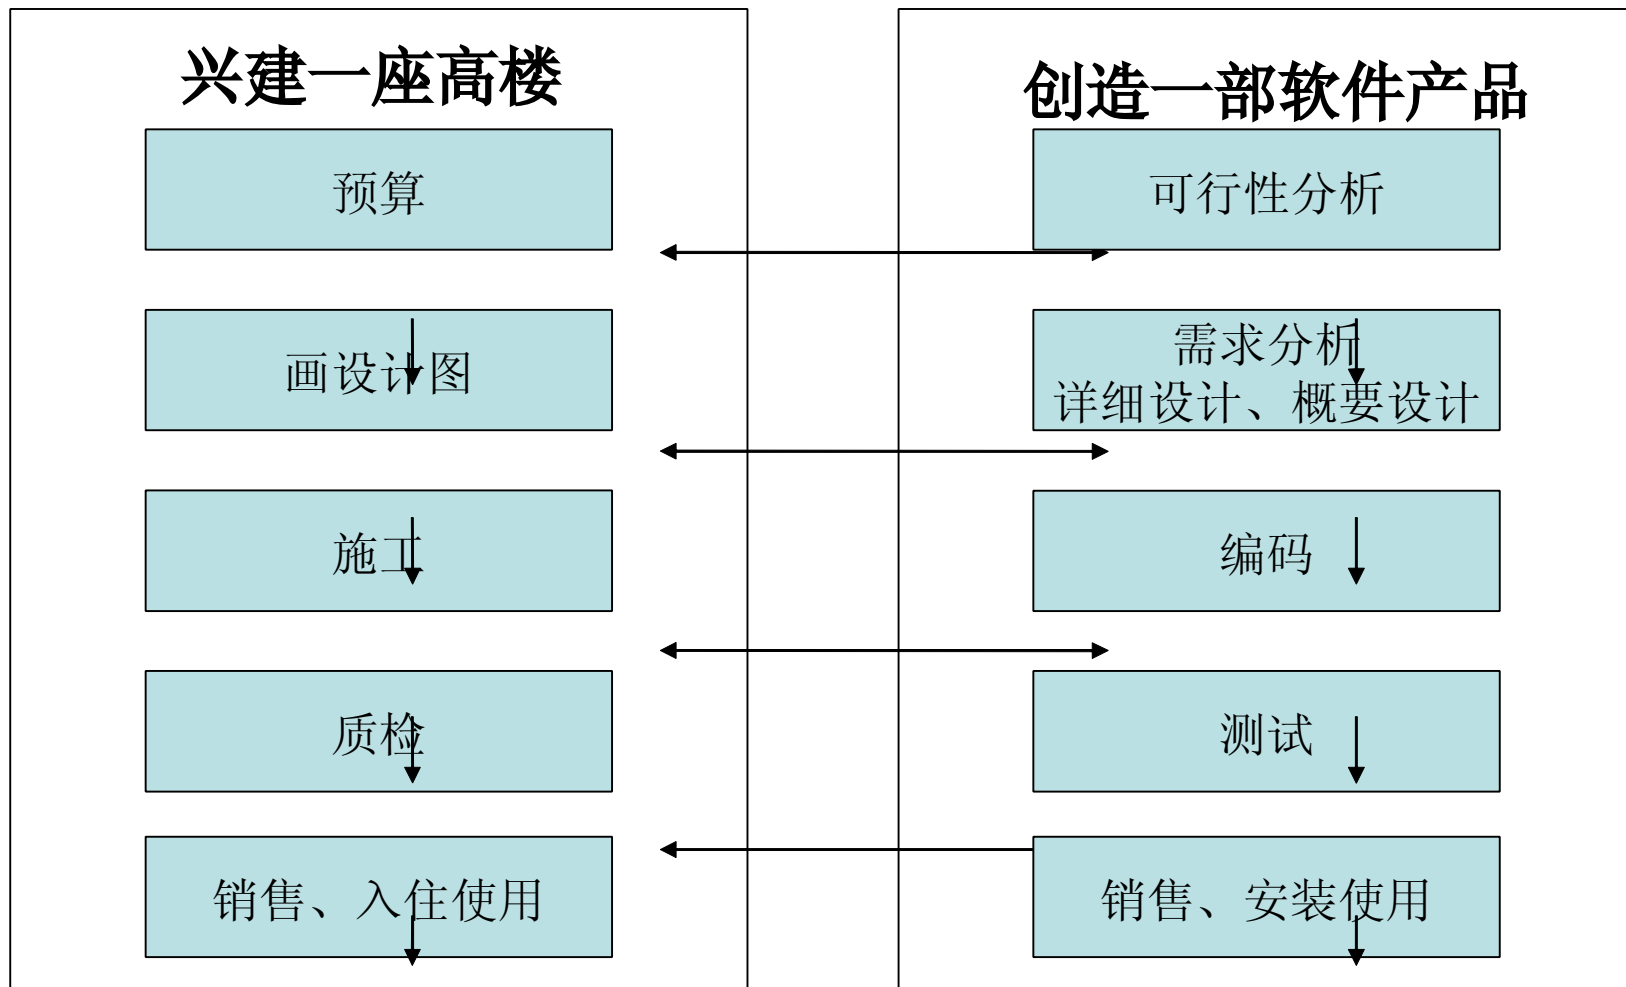 兴建一座高楼
预算
画设计图
施工
质检
销售、入住使用
创造一部软件产品
可行性分析
需求分析
详细设计、概要设计
编码
测试
销售、安装使用